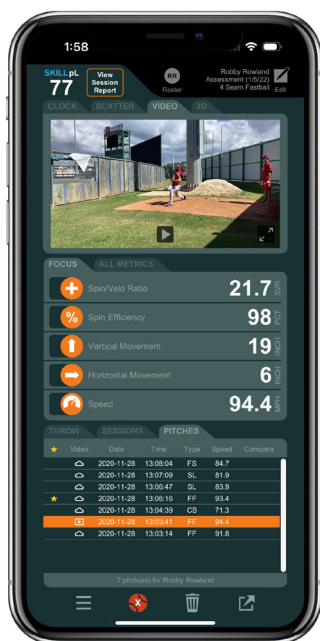 1:58
SKILLpL
77
View
Session
Report
RR
Roster
Robby Rowland
Assessment (1/5/22)
4 Seam Fastball
Edit
CLOCK SCATTER VIDEO 3D
FOCUS ALL METRICS
Spin/Velo Ratio 21.7 SVR
% Spin Efficiency 98 PCT
Vertical Movement 19 INCH
Horizontal Movement 6 INCH
Speed 94.4 MPH
THROW SESSIONS PITCHES
Video Date Time Type Speed Compare
2020-11-28 13:08:04 FS 84.7
2020-11-28 13:07:09 SL 81.9
2020-11-28 13:06:47 SL 83.9
2020-11-28 13:06:16 FF 93.4
2020-11-28 13:04:39 CB 71.3
2020-11-28 13:03:41 FF 94.4
2020-11-28 13:03:14 FF 91.8
7 pitch(es) for Robby Rowland